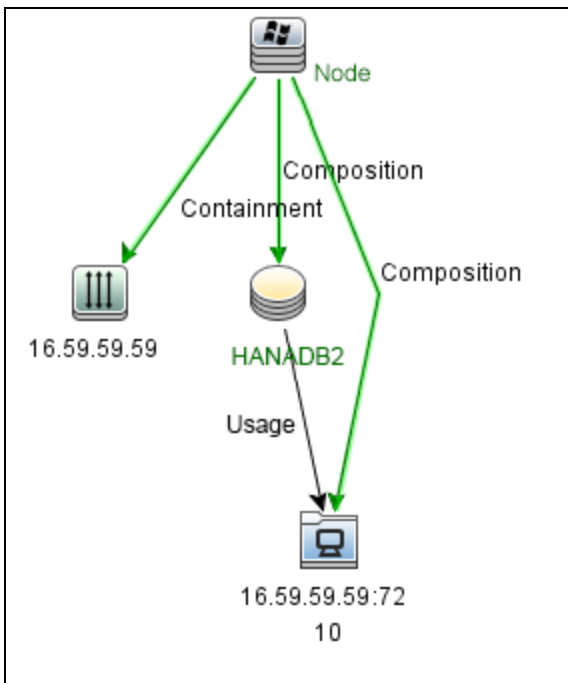 Node
Composition
Containment
Composition
16.59.59.59
HANADB2
Usage
16.59.59.59:72
10